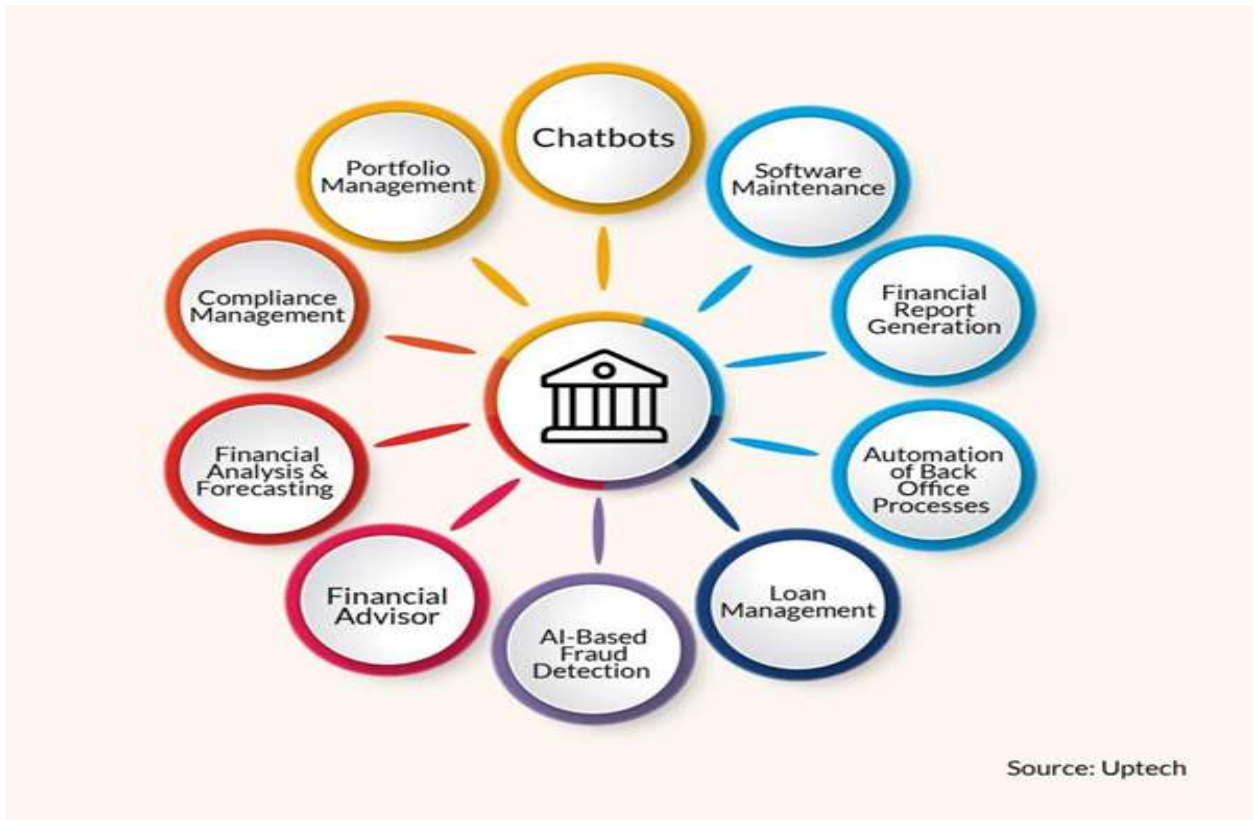 Chatbots
Software
Maintenance
Financial
Report
Generation
Automation
of Back
Office
Processes
Loan
Management
AI-Based
Fraud
Detection
Financial
Advisor
Financial
Analysis &
Forecasting
Compliance
Management
Portfolio
Management
Source: Uptech